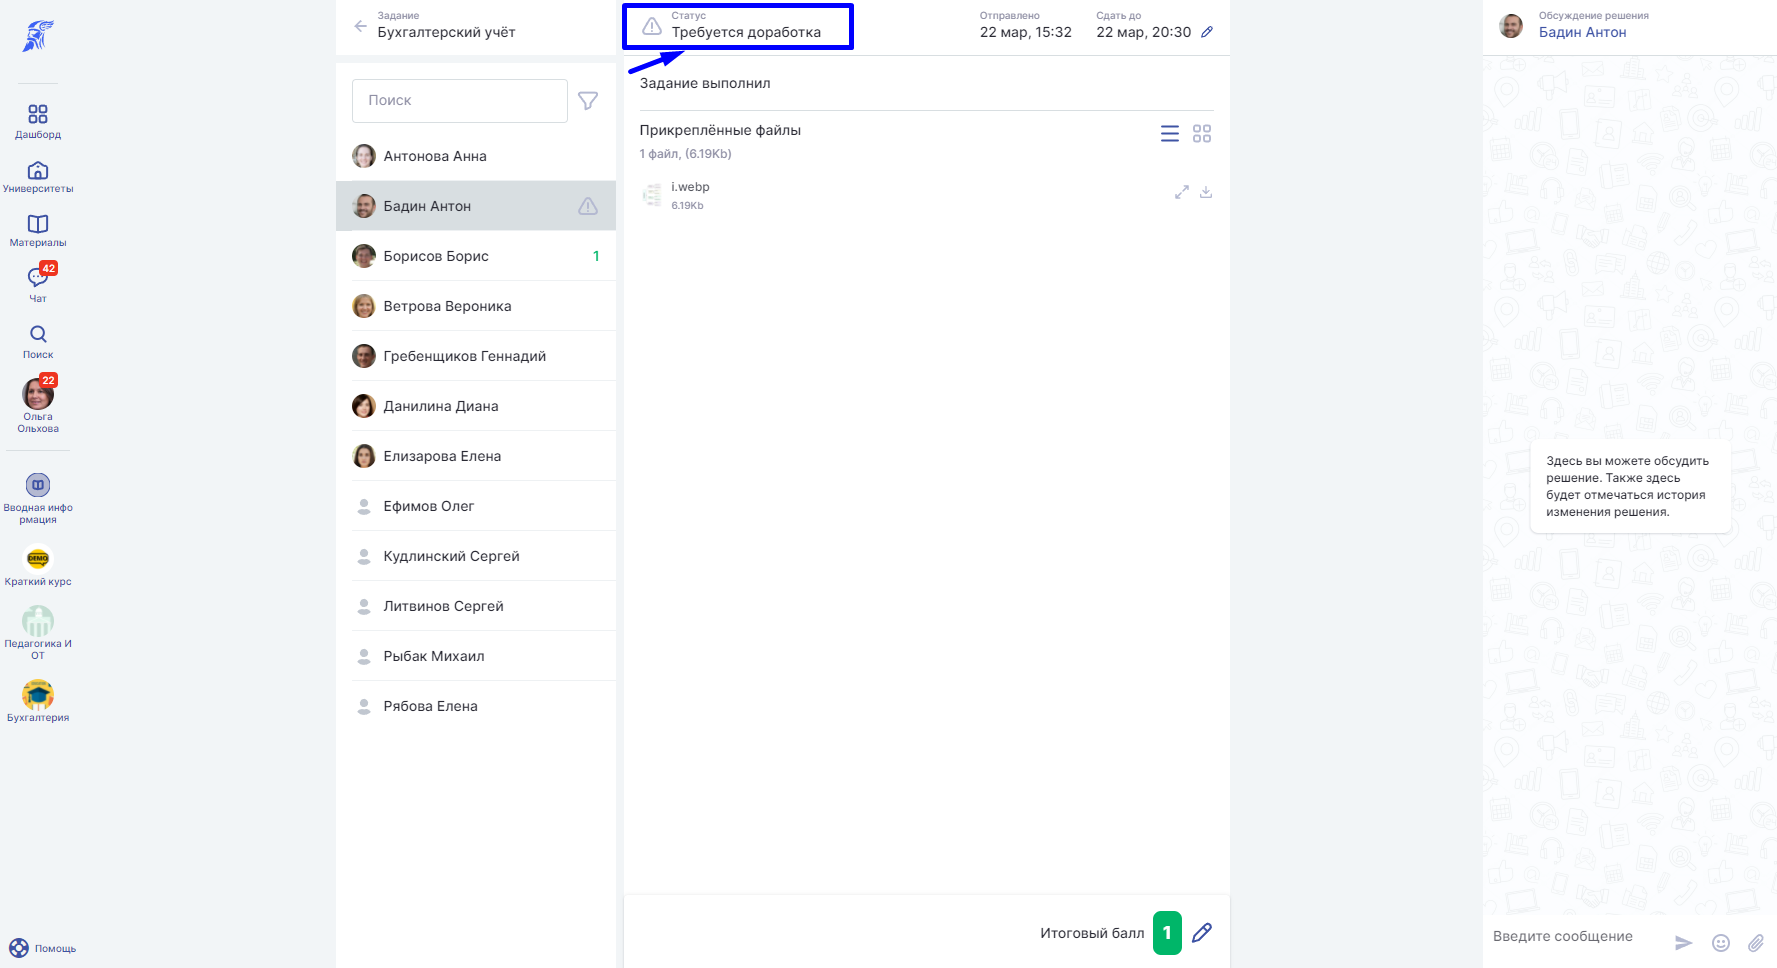 Дашборд
Университеты
Материалы
42
Чат
Поиск
22
Ольга
Ольхова
Вводная инфо
рмация
DEMO
Краткий курс
Педагогика И
ОТ
Бухгалтерия
Помощь
Задание
Бухгалтерский учёт
Поиск
Антонова Анна
Бадин Антон
Борисов Борис 1
Ветрова Вероника
Гребенщиков Геннадий
Данилина Диана
Елизарова Елена
Ефимов Олег
Кудлинский Сергей
Литвинов Сергей
Рыбак Михаил
Рябова Елена
Статус
Требуется доработка
Отправлено
22 мар, 15:32
Сдать до
22 мар, 20:30
Задание выполнил
Прикреплённые файлы
1 файл, (6.19Kb)
i.webp
6.19Kb
Итоговый балл 1
Обсуждение решения
Бадин Антон
Здесь вы можете обсудить
решение. Также здесь
будет отмечаться история
изменения решения.
Введите сообщение